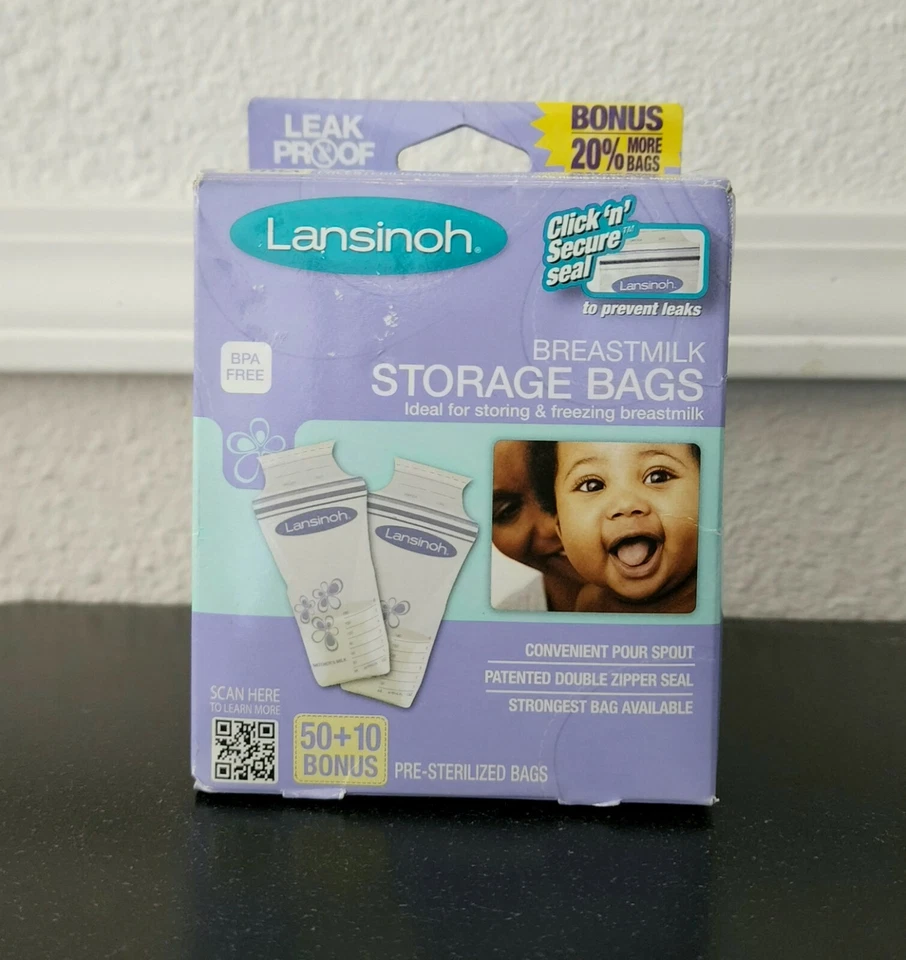 LEAK
PROOF
BONUS
20% MORE
BAGS
Lansinoh®
Click 'n'
Secure™
seal
Lansinoh.
to prevent leaks
BPA
FREE
BREASTMILK
STORAGE BAGS
Ideal for storing & freezing breastmilk
Lansinoh.
Lansinoh.
CONVENIENT POUR SPOUT
PATENTED DOUBLE ZIPPER SEAL
STRONGEST BAG AVAILABLE
SCAN HERE
TO LEARN MORE
50+10
BONUS
PRE-STERILIZED BAGS